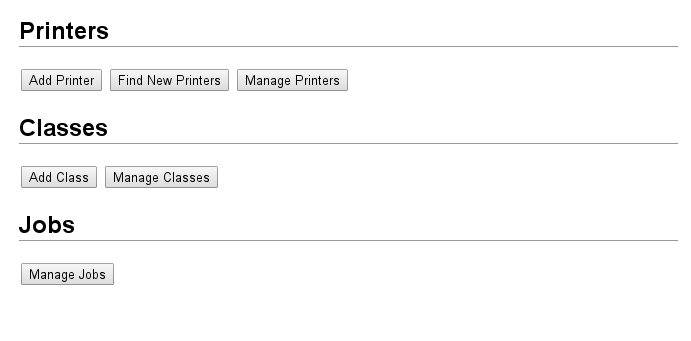 Printers
Add Printer Find New Printers Manage Printers
Classes
Add Class Manage Classes
Jobs
Manage Jobs